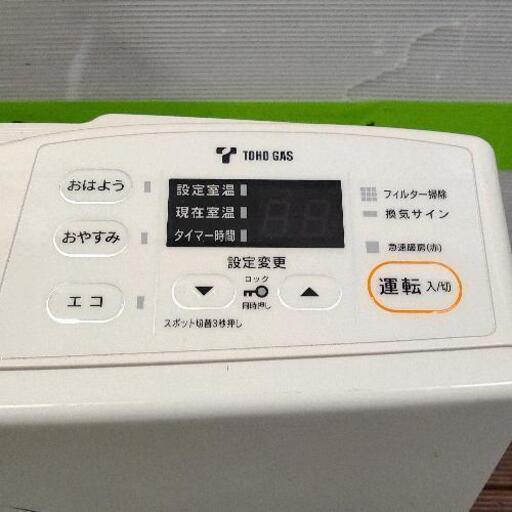 TOHO GAS
おはよう
おやすみ
エコ
設定室温
現在室温
タイマー時間
設定変更
ロック
同時押し
スポット切替3秒押し
フィルター掃除
換気サイン
急速暖房(赤)
運転 入/切